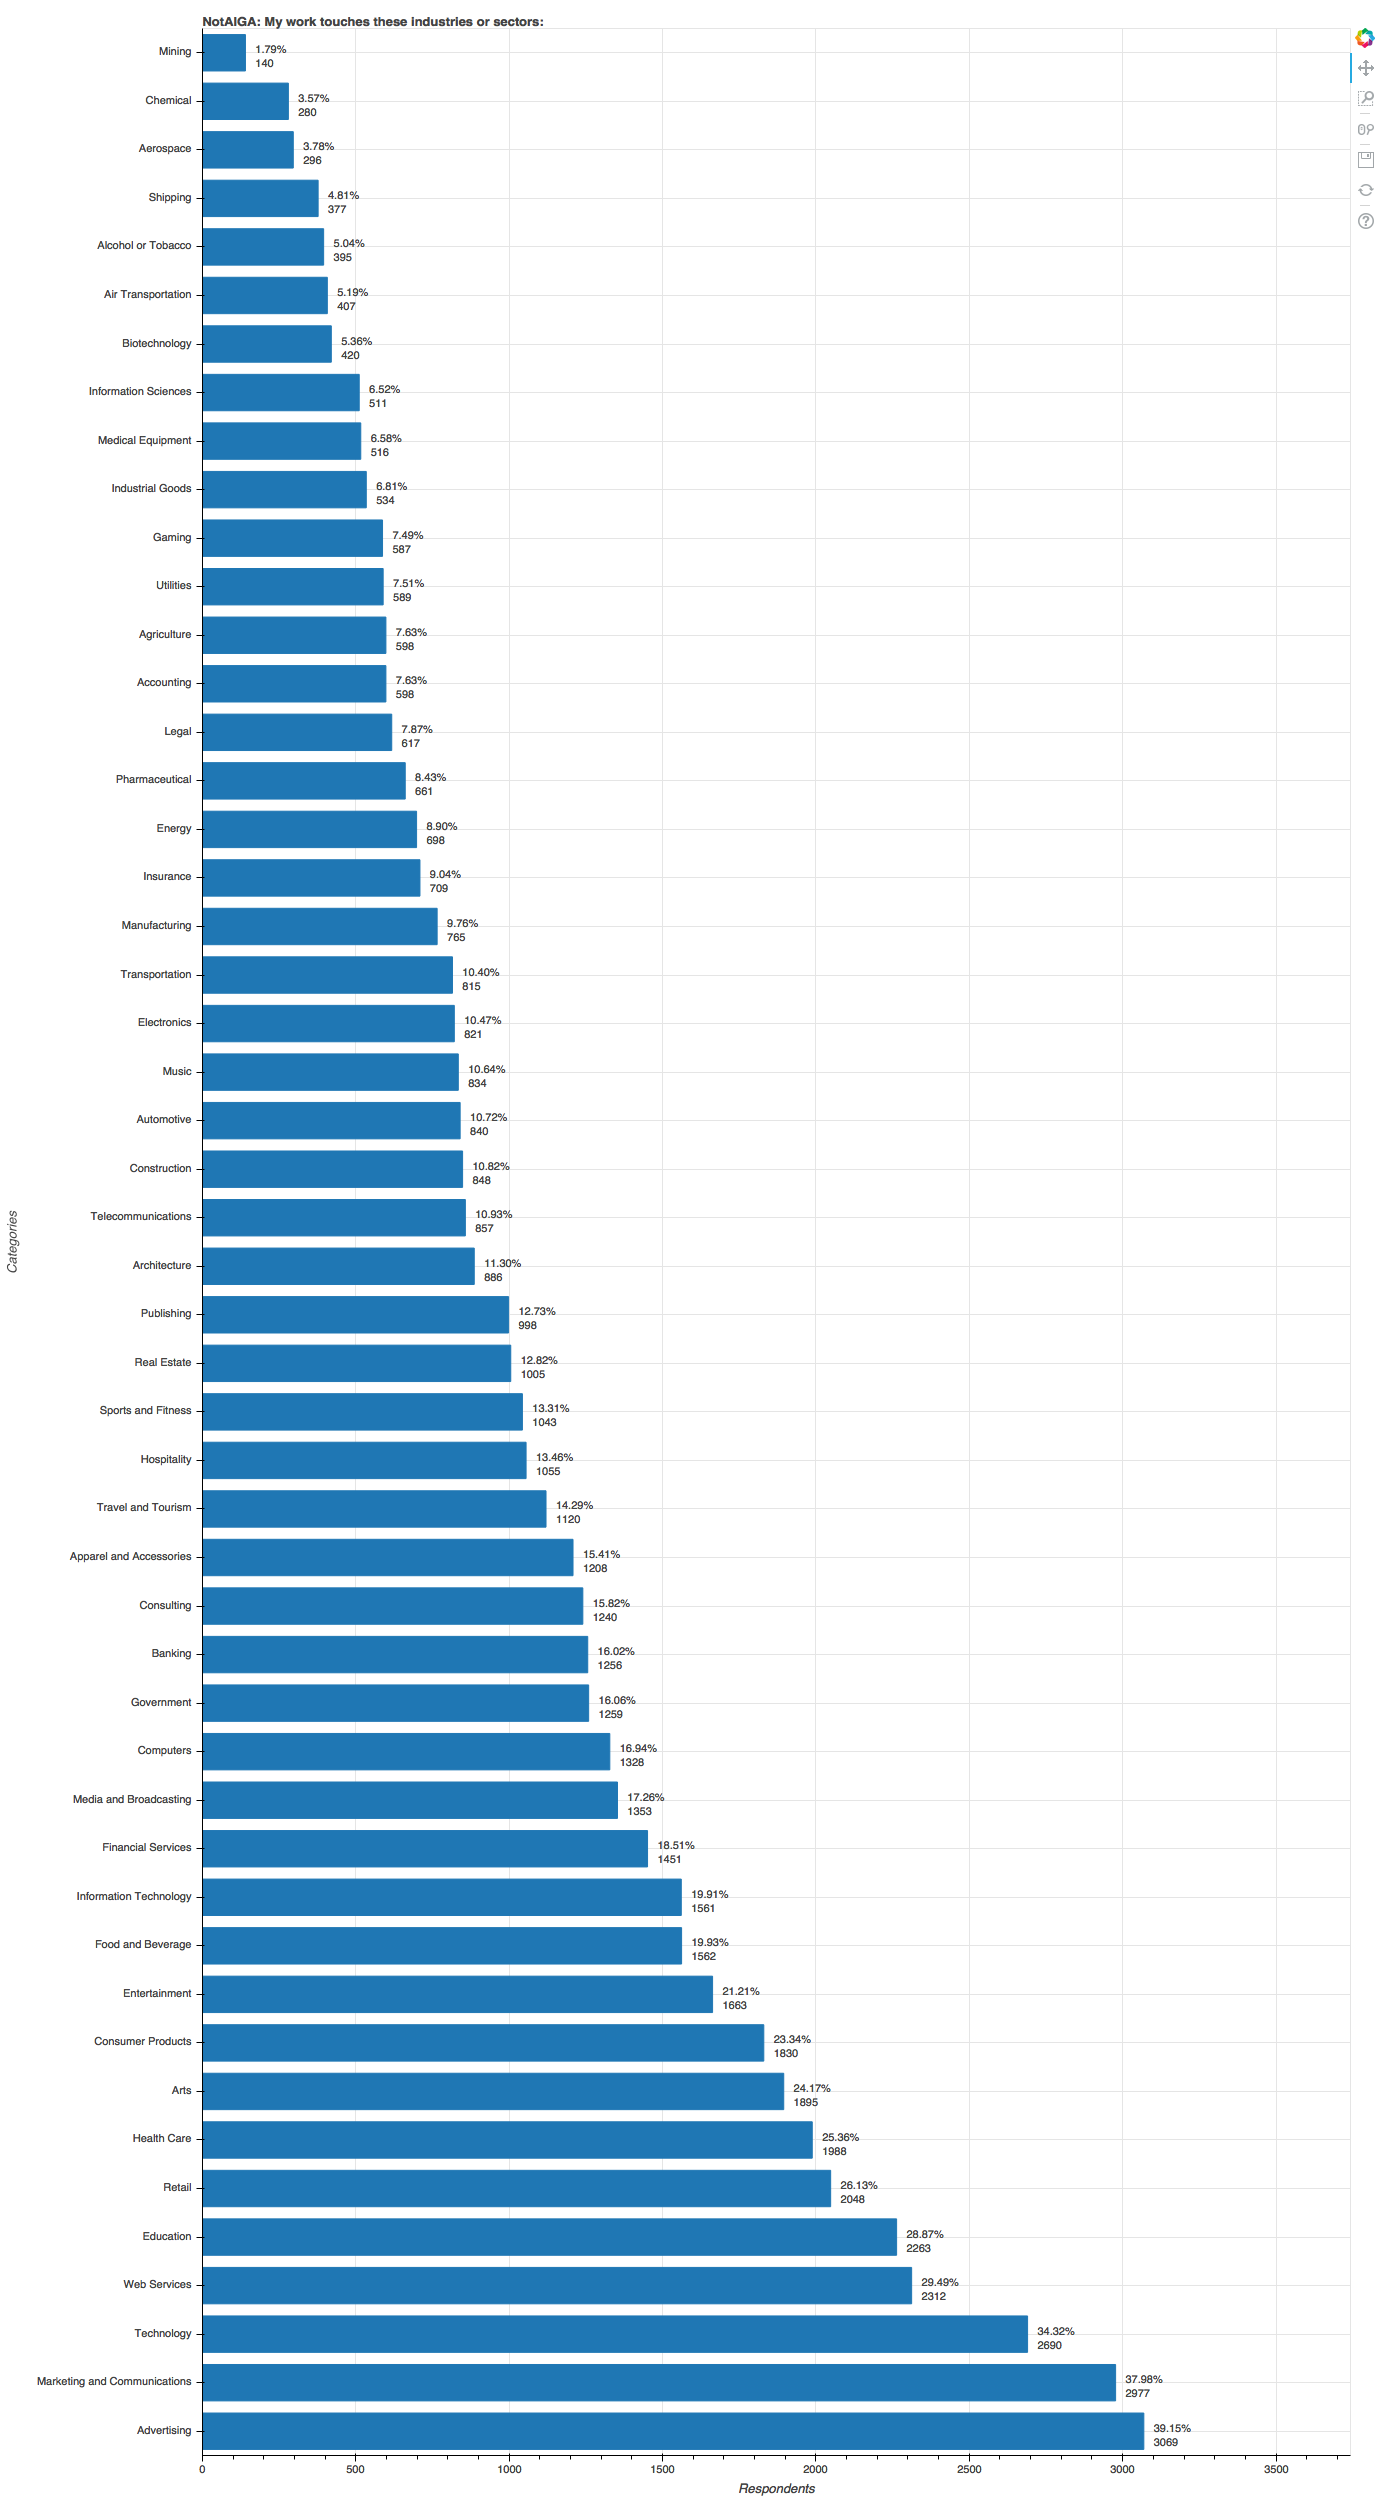 NotAIGA: My work touches these industries or sectors:
Mining
1.79%
140
Chemical
3.57%
280
Aerospace
3.78%
296
Shipping
4.81%
377
Alcohol or Tobacco
5.04%
395
Air Transportation
5.19%
407
Biotechnology
5.36%
420
Information Sciences
6.52%
511
Medical Equipment
6.58%
516
Industrial Goods
6.81%
534
Gaming
7.49%
587
Utilities
7.51%
589
Agriculture
7.63%
598
Accounting
7.63%
598
Legal
7.87%
617
Pharmaceutical
8.43%
661
Energy
8.90%
698
Insurance
9.04%
709
Manufacturing
9.76%
765
Transportation
10.40%
815
Electronics
10.47%
821
Music
10.64%
834
Automotive
10.72%
840
Construction
10.82%
848
Telecommunications
10.93%
857
Categories
Architecture
11.30%
886
Publishing
12.73%
998
Real Estate
12.82%
1005
Sports and Fitness
13.31%
1043
Hospitality
13.46%
1055
Travel and Tourism
14.29%
1120
Apparel and Accessories
15.41%
1208
Consulting
15.82%
1240
Banking
16.02%
1256
Government
16.06%
1259
Computers
16.94%
1328
Media and Broadcasting
17.26%
1353
Financial Services
18.51%
1451
Information Technology
19.91%
1561
Food and Beverage
19.93%
1562
Entertainment
21.21%
1663
Consumer Products
23.34%
1830
Arts
24.17%
1895
Health Care
25.36%
1988
Retail
26.13%
2048
Education
28.87%
2263
Web Services
29.49%
2312
Technology
34.32%
2690
Marketing and Communications
37.98%
2977
Advertising
39.15%
3069
0 500 1000 1500 2000 2500 3000 3500
Respondents